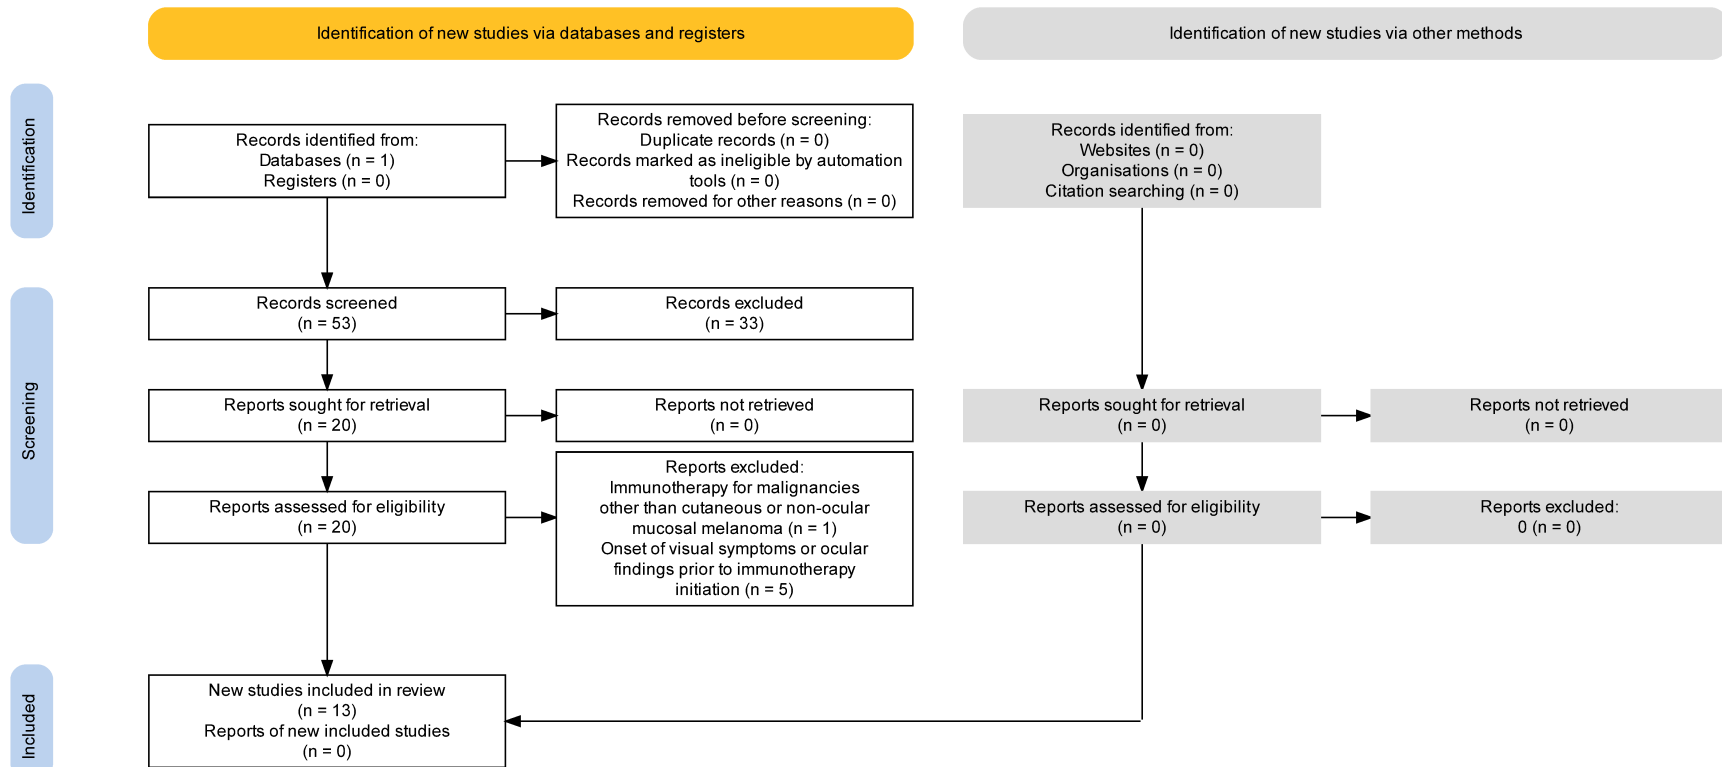 Identification of new studies via databases and registers
Identification of new studies via other methods
Identification
Records identified from:
Databases (n = 1)
Registers (n = 0)
Records removed before screening:
Duplicate records (n = 0)
Records marked as ineligible by automation
tools (n = 0)
Records removed for other reasons (n = 0)
Records identified from:
Websites (n = 0)
Organisations (n = 0)
Citation searching (n = 0)
Screening
Records screened
(n = 53)
Records excluded
(n = 33)
Reports sought for retrieval
(n = 20)
Reports not retrieved
(n = 0)
Reports sought for retrieval
(n = 0)
Reports not retrieved
(n = 0)
Reports assessed for eligibility
(n = 20)
Reports excluded:
Immunotherapy for malignancies
other than cutaneous or non-ocular
mucosal melanoma (n = 1)
Onset of visual symptoms or ocular
findings prior to immunotherapy
initiation (n = 5)
Reports assessed for eligibility
(n = 0)
Reports excluded:
0 (n = 0)
Included
New studies included in review
(n = 13)
Reports of new included studies
(n = 0)